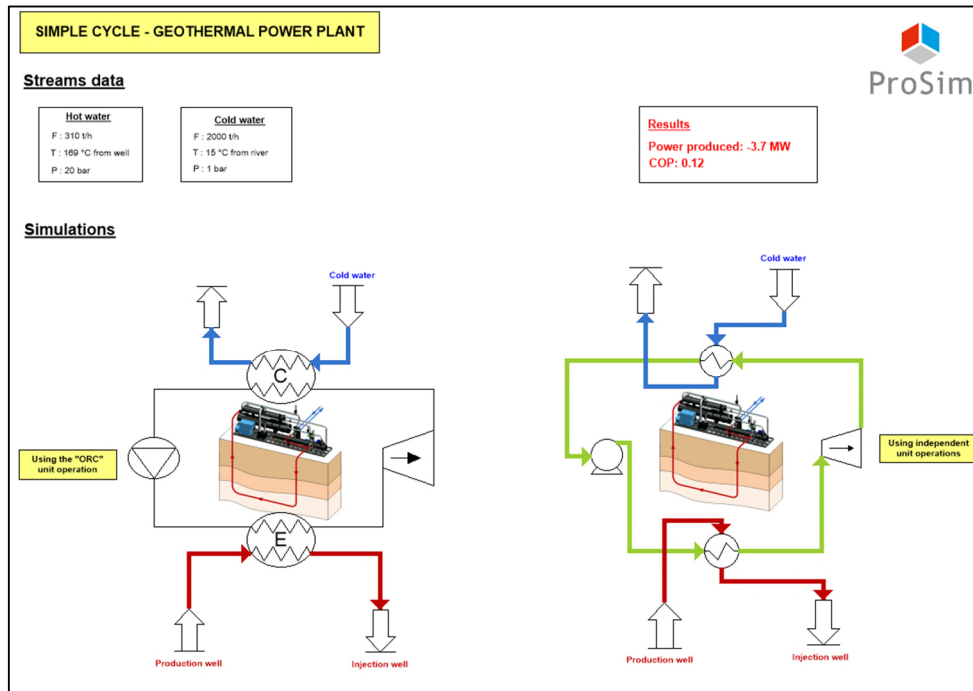 SIMPLE CYCLE - GEOTHERMAL POWER PLANT
ProSim
Streams data
Hot water
F : 310 t/h
T : 169 °C from well
P : 20 bar
Cold water
F : 2000 t/h
T : 15 °C from river
P : 1 bar
Results
Power produced: -3.7 MW
COP: 0.12
Simulations
Cold water
C
Using the "ORC"
unit operation
E
Production well
Injection well
Cold water
Using independent
unit operations
Production well
Injection well